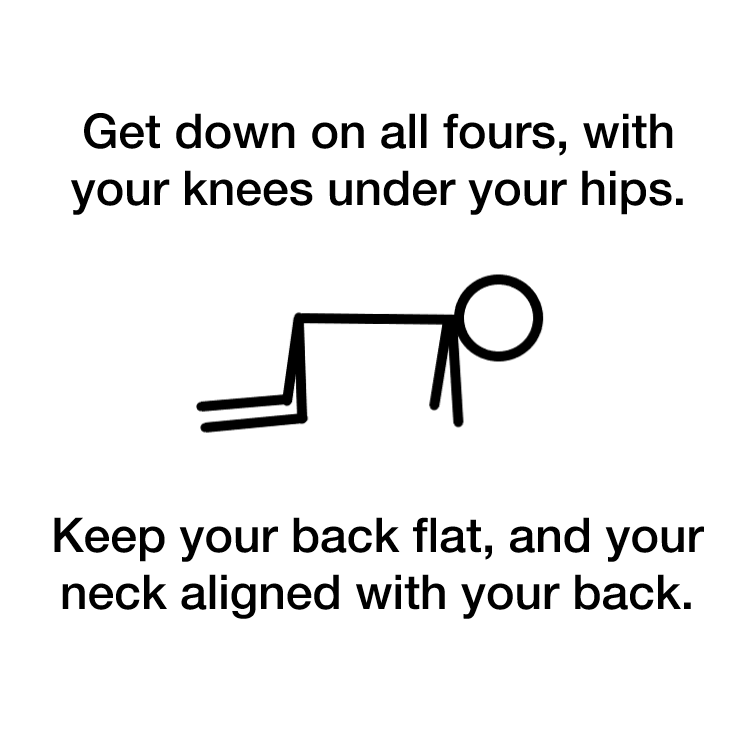 Get down on all fours, with
your knees under your hips.
Keep your back flat, and your
neck aligned with your back.